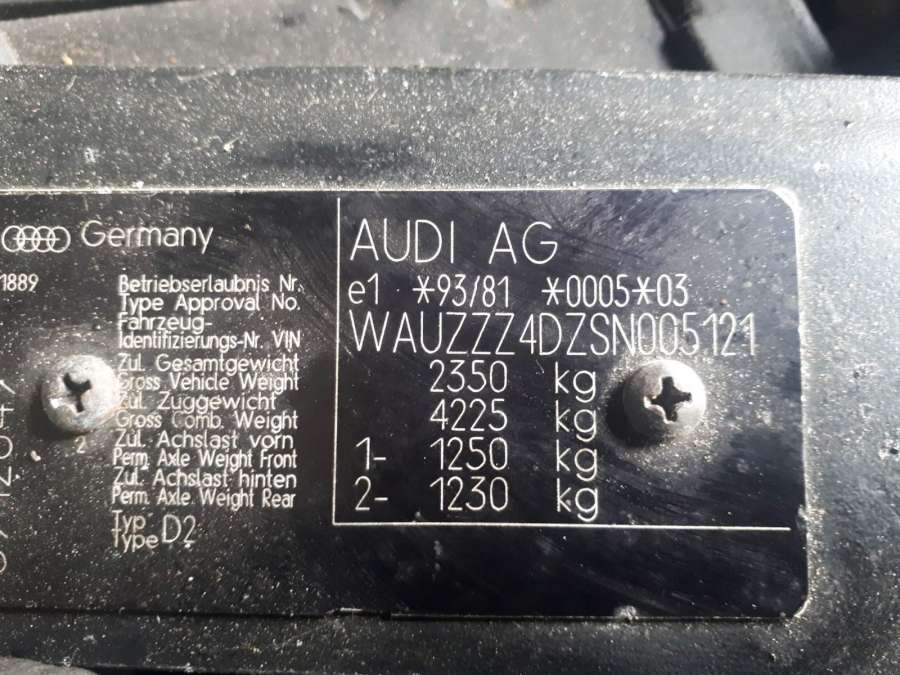 Germany
AUDI AG
1889
Betriebserlaubnis Nr.
Type Approval No.
e1 *93/81 *0005*03
Fahrzeug-
Identifizierungs-Nr. VIN
WAUZZZ4DZSN005121
Zul. Gesamtgewicht
Gross Vehicle Weight
2350 kg
Zul. Zuggewicht
Gross Comb. Weight
4225 kg
Zul. Achslast vorn
Perm. Axle Weight Front
1- 1250 kg
Zul. Achslast hinten
Perm. Axle Weight Rear
2- 1230 kg
Typ
Type D2
2